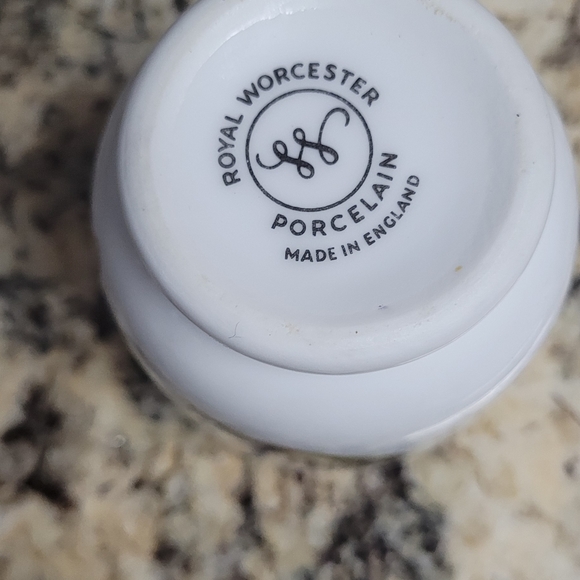 ROYAL WORCESTER
PORCELAIN
MADE IN ENGLAND